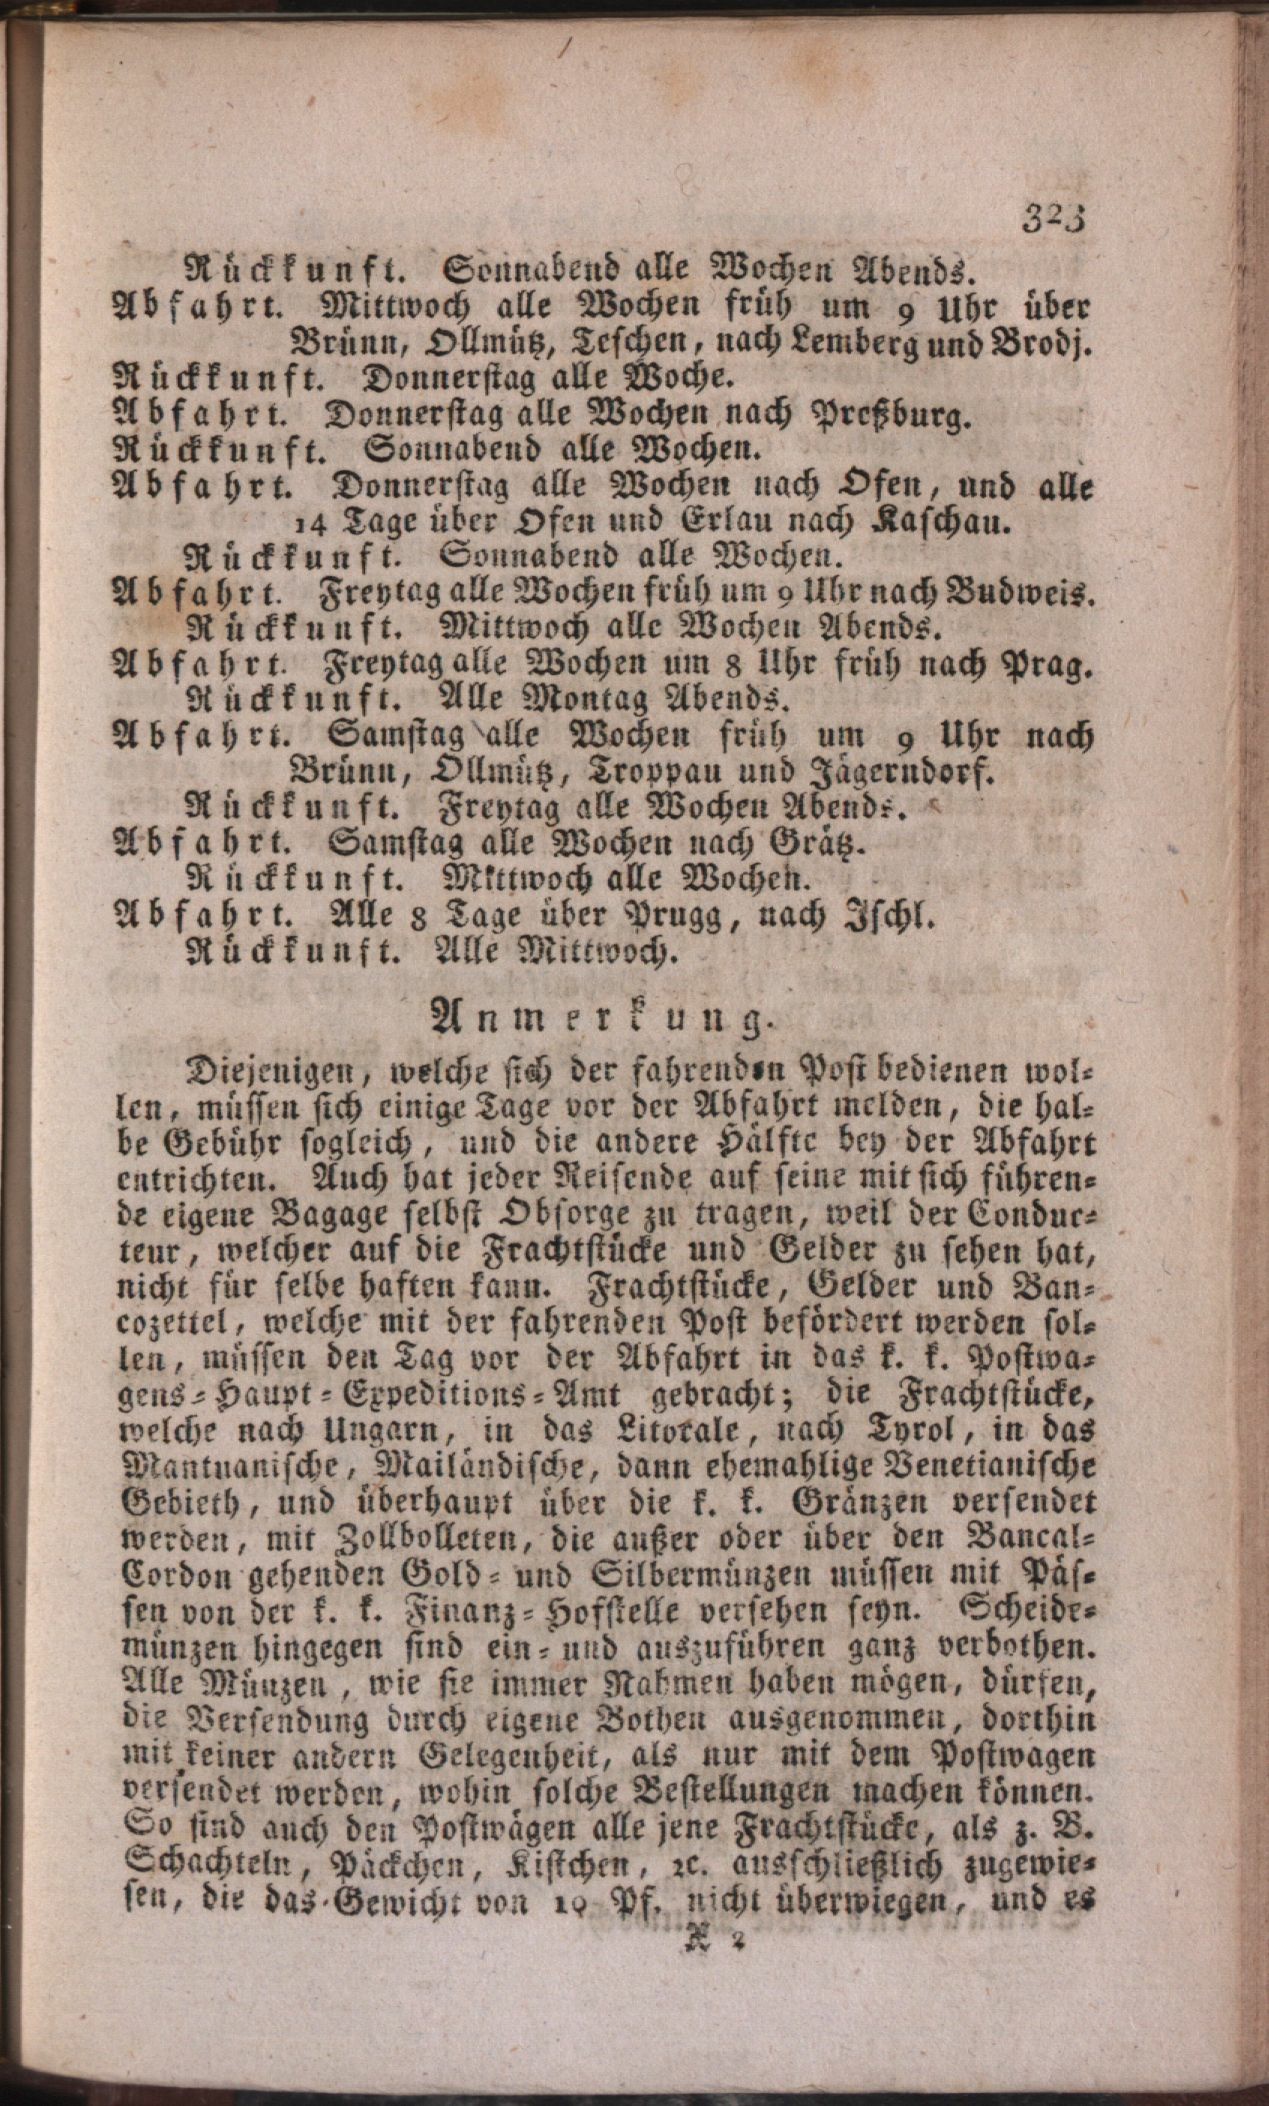 323
Rückkunft. Sonnabend alle Wochen Abends.
Abfahrt. Mittwoch alle Wochen früh um 9 Uhr über
Brünn, Ollmütz, Teschen, nach Lemberg und Brodj.
Rückkunft. Donnerstag alle Woche.
Abfahrt. Donnerstag alle Wochen nach Preßburg.
Rückkunft. Sonnabend alle Wochen.
Abfahrt. Donnerstag alle Wochen nach Ofen, und alle
14 Tage über Ofen und Erlau nach Kaschau.
Rückkunft. Sonnabend alle Wochen.
Abfahrt. Freytag alle Wochen früh um 9 Uhr nach Budweis.
Rückkunft. Mittwoch alle Wochen Abends.
Abfahrt. Freytag alle Wochen um 8 Uhr früh nach Prag.
Rückkunft. Alle Montag Abends.
Abfahrt. Samstag alle Wochen früh um 9 Uhr nach
Brünn, Ollmütz, Troppau und Jägerndorf.
Rückkunft. Freytag alle Wochen Abends.
Abfahrt. Samstag alle Wochen nach Grätz.
Rückkunft. Mittwoch alle Wochen.
Abfahrt. Alle 8 Tage über Prugg, nach Ischl.
Rückkunft. Alle Mittwoch.
Anmerkung.
Diejenigen, welche sich der fahrenden Post bedienen wol-
len, müssen sich einige Tage vor der Abfahrt melden, die hal-
be Gebühr sogleich, und die andere Hälfte bey der Abfahrt
entrichten. Auch hat jeder Reisende auf seine mit sich führen-
de eigene Bagage selbst Obsorge zu tragen, weil der Conduc-
teur, welcher auf die Frachtstücke und Gelder zu sehen hat,
nicht für selbe haften kann. Frachtstücke, Gelder und Ban-
cozettel, welche mit der fahrenden Post befördert werden sol-
len, müssen den Tag vor der Abfahrt in das k. k. Postwa-
gens-Haupt-Expeditions-Amt gebracht; die Frachtstücke,
welche nach Ungarn, in das Litorale, nach Tyrol, in das
Mantuanische, Mailändische, dann ehemahlige Venetianische
Gebieth, und überhaupt über die k. k. Gränzen versendet
werden, mit Zollbolleten, die außer oder über den Bancal-
Cordon gehenden Gold- und Silbermünzen müssen mit Päs-
sen von der k. k. Finanz-Hofstelle versehen seyn. Scheide-
münzen hingegen sind ein- und auszuführen ganz verbothen.
Alle Münzen, wie sie immer Nahmen haben mögen, dürfen,
die Versendung durch eigene Bothen ausgenommen, dorthin
mit keiner andern Gelegenheit, als nur mit dem Postwagen
versendet werden, wohin solche Bestellungen machen können.
So sind auch den Postwägen alle jene Frachtstücke, als z. B.
Schachteln, Päckchen, Kistchen, ꝛc. ausschließlich zugewie-
sen, die das Gewicht von 10 Pf. nicht überwiegen, und es
X 2